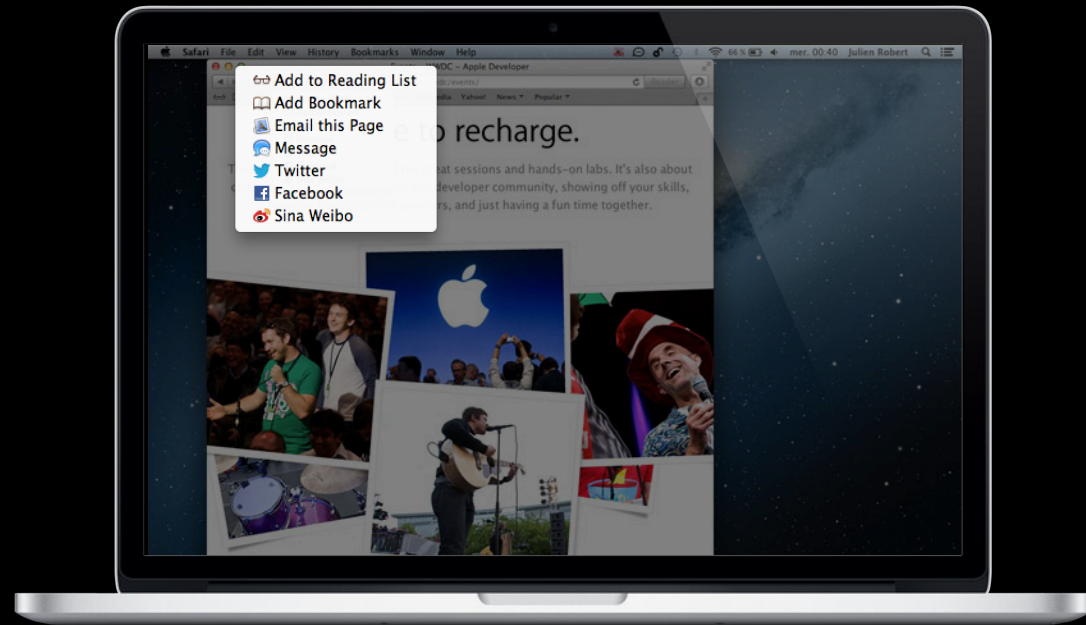 Safari File Edit View History Bookmarks Window Help 66 % mer. 00:40 Julien Robert
WWDC – Apple Developer
/events/ Reader
Yahoo! News Popular
Add to Reading List
Add Bookmark
Email this Page
Message
Twitter
Facebook
Sina Weibo
to recharge.
great sessions and hands-on labs. It's also about
developer community, showing off your skills,
, and just having a fun time together.